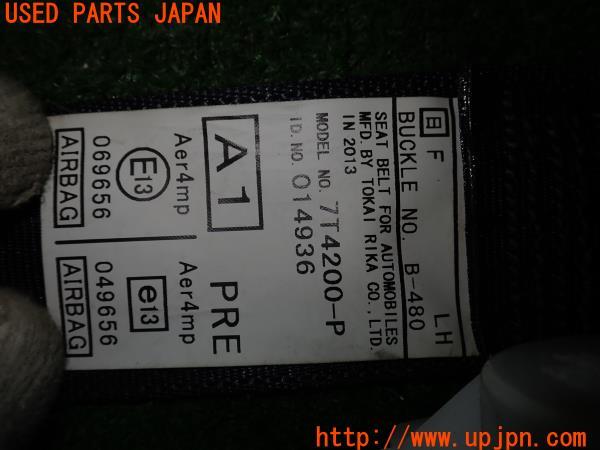 USED PARTS JAPAN
日 F LH
BUCKLE NO. B-480
SEAT BELT FOR AUTOMOBILES
MFD. BY TOKAI RIKA CO., LTD.
IN 2013
MODEL NO. 7T4200-P
ID. NO. 014936
A1 PRE
Aer4mp Aer4mp
E13 e13
069656 049656
AIRBAG AIRBAG
http://www.upjpn.com